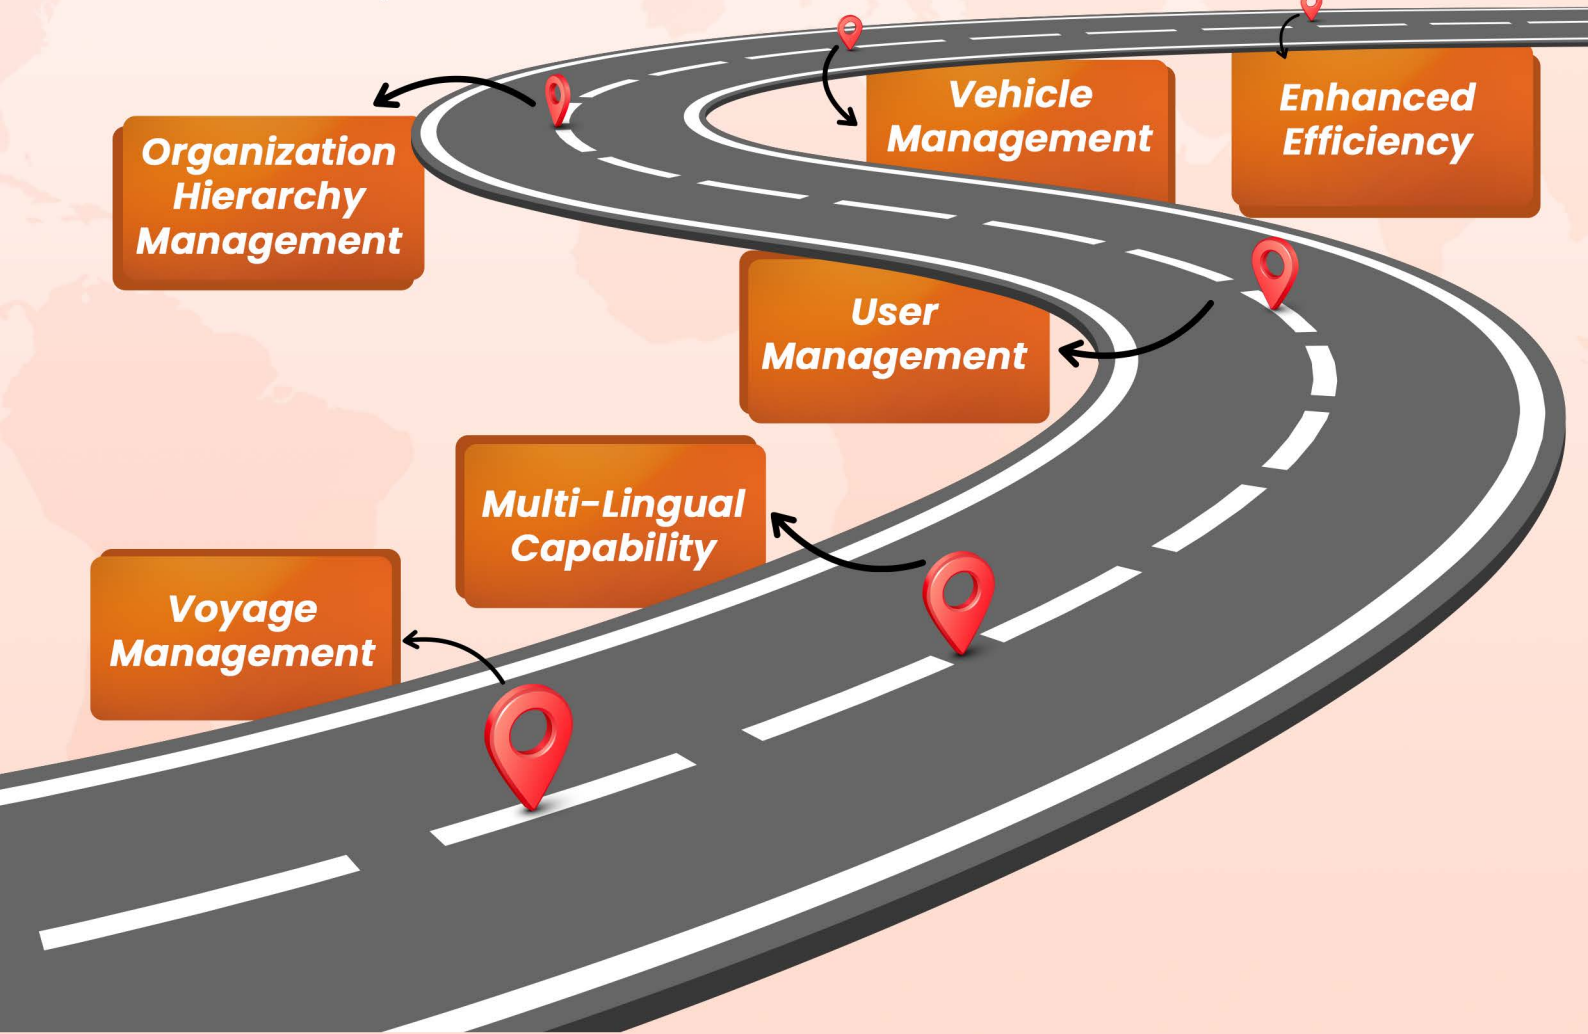 Organization
Hierarchy
Management
Vehicle
Management
Enhanced
Efficiency
User
Management
Multi-Lingual
Capability
Voyage
Management